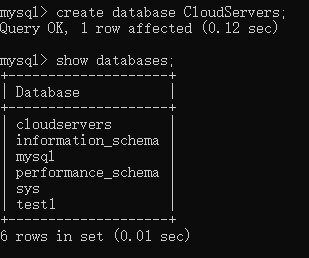 mysql> create database CloudServers;
Query OK, 1 row affected (0.12 sec)
mysql> show databases;
+--------------------+
| Database           |
+--------------------+
| cloudservers       |
| information_schema |
| mysql              |
| performance_schema |
| sys                |
| test1              |
+--------------------+
6 rows in set (0.01 sec)